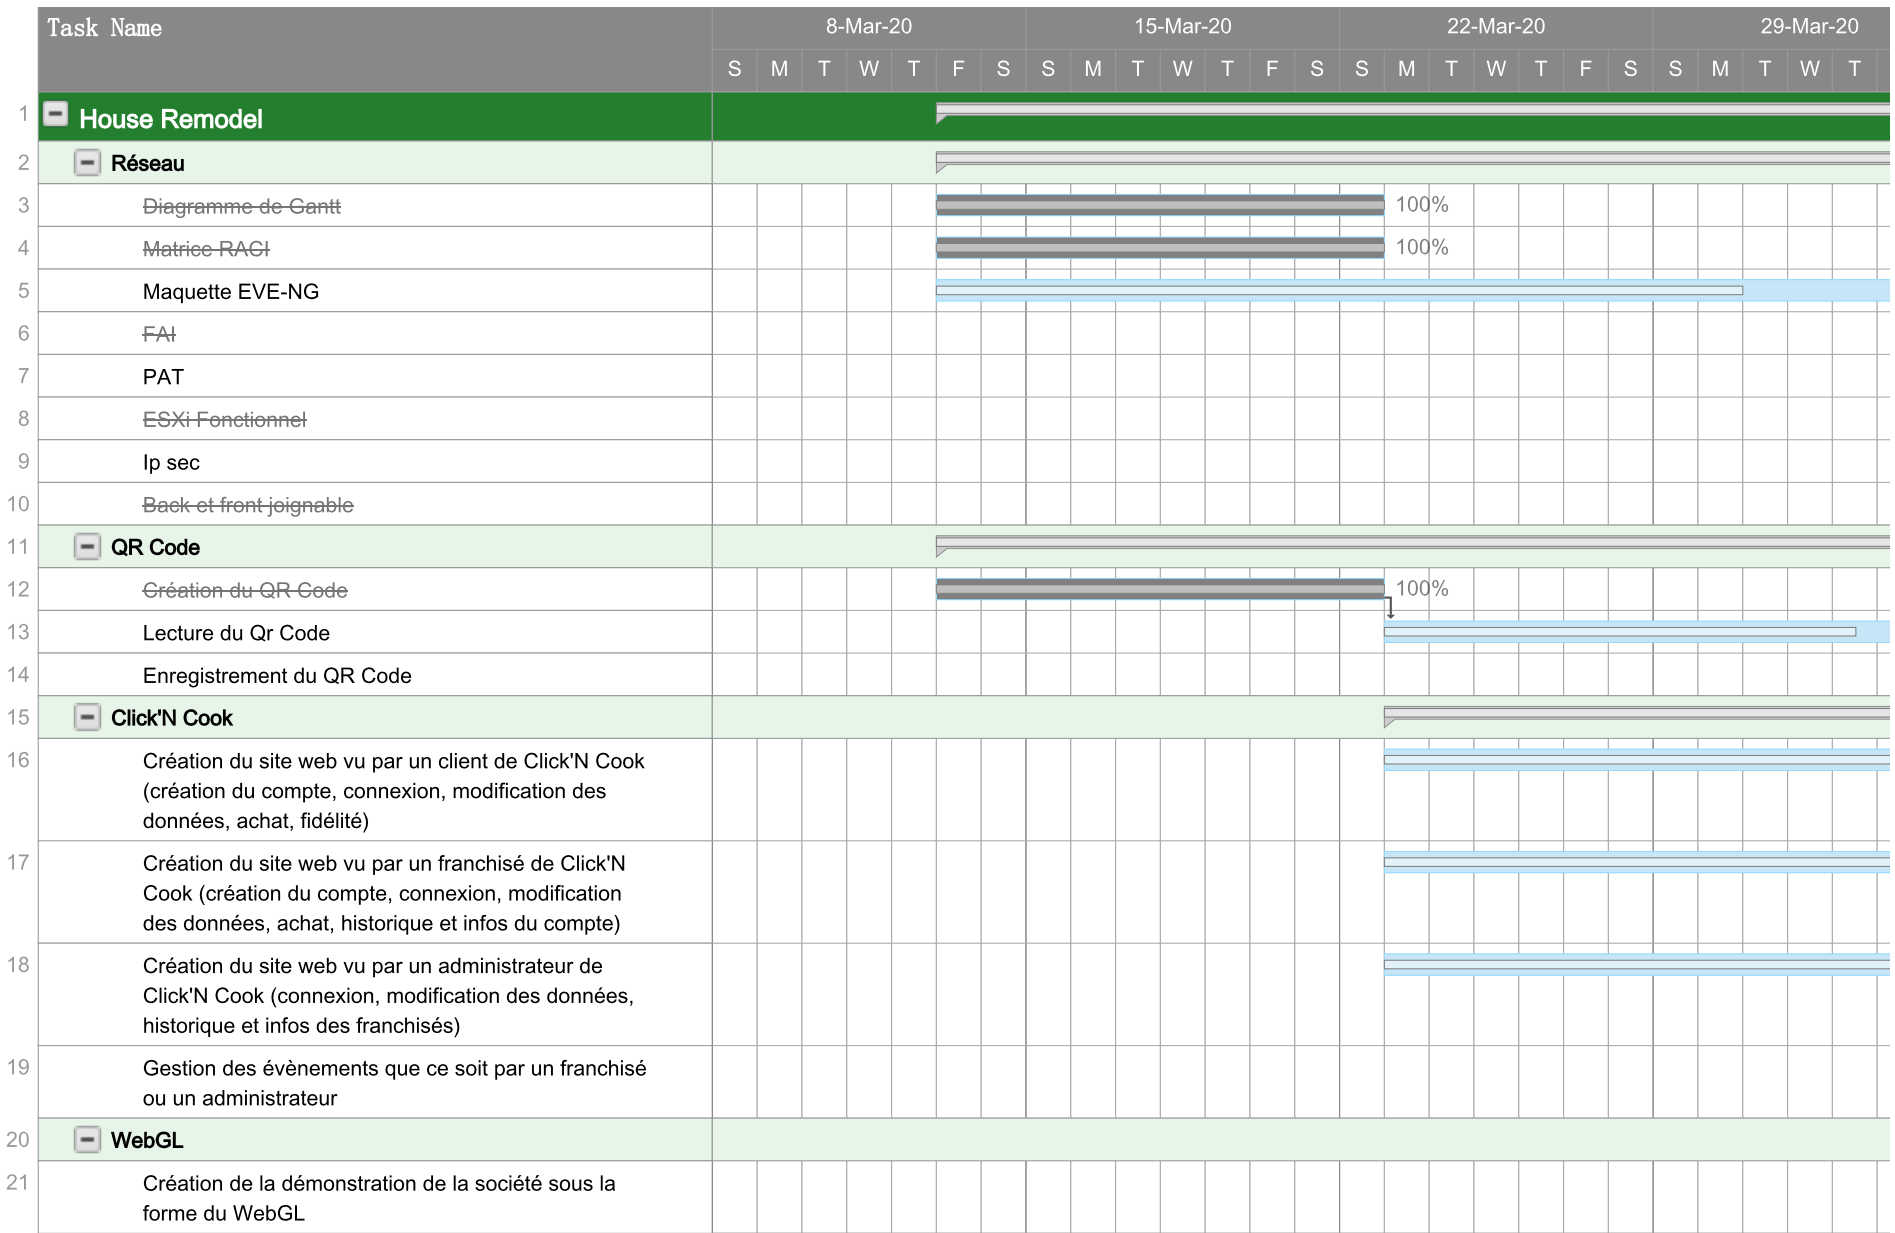 Task Name
8-Mar-20 15-Mar-20 22-Mar-20 29-Mar-20
S M T W T F S S M T W T F S S M T W T F S S M T W T
1 House Remodel
2 Réseau
3 Diagramme de Gantt 100%
4 Matrice RACI 100%
5 Maquette EVE-NG
6 FAI
7 PAT
8 ESXi Fonctionnel
9 Ip sec
10 Back et front joignable
11 QR Code
12 Création du QR Code 100%
13 Lecture du Qr Code
14 Enregistrement du QR Code
15 Click'N Cook
16 Création du site web vu par un client de Click'N Cook
(création du compte, connexion, modification des
données, achat, fidélité)
17 Création du site web vu par un franchisé de Click'N
Cook (création du compte, connexion, modification
des données, achat, historique et infos du compte)
18 Création du site web vu par un administrateur de
Click'N Cook (connexion, modification des données,
historique et infos des franchisés)
19 Gestion des évènements que ce soit par un franchisé
ou un administrateur
20 WebGL
21 Création de la démonstration de la société sous la
forme du WebGL